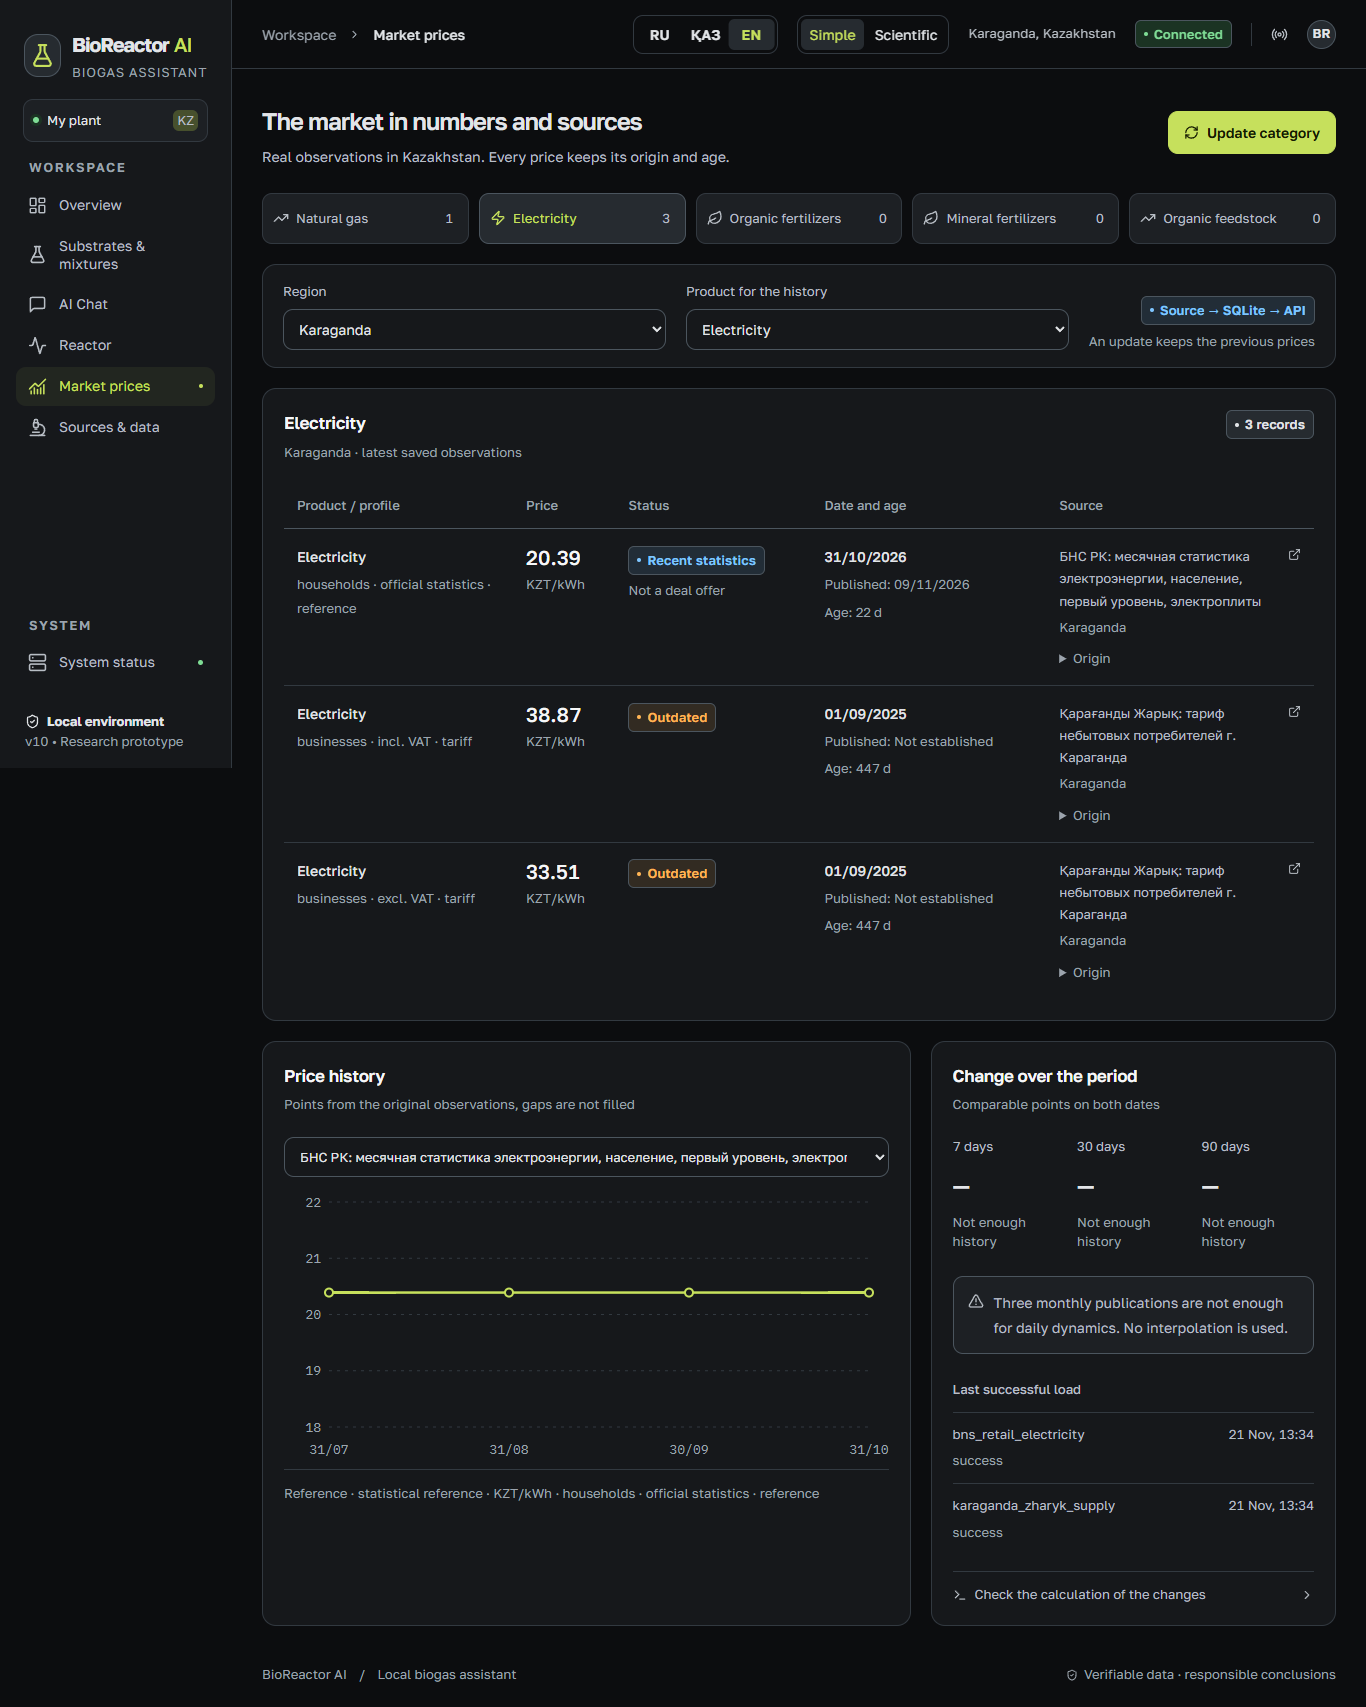 BioReactor AI
BIOGAS ASSISTANT
My plant
KZ
WORKSPACE
Overview
Substrates &
mixtures
AI Chat
Reactor
Market prices
Sources & data
SYSTEM
System status
Local environment
v10 • Research prototype
Workspace
Market prices
RU
ҚАЗ
EN
Simple
Scientific
Karaganda, Kazakhstan
Connected
BR
The market in numbers and sources
Real observations in Kazakhstan. Every price keeps its origin and age.
Update category
Natural gas 1
Electricity 3
Organic fertilizers 0
Mineral fertilizers 0
Organic feedstock 0
Region
Karaganda
Product for the history
Electricity
Source → SQLite → API
An update keeps the previous prices
Electricity
Karaganda · latest saved observations
3 records
Product / profile Price Status Date and age Source
Electricity
households · official statistics ·
reference
20.39
KZT/kWh
Recent statistics
Not a deal offer
31/10/2026
Published: 09/11/2026
Age: 22 d
БНС РК: месячная статистика
электроэнергии, население,
первый уровень, электроплиты
Karaganda
Origin
Electricity
businesses · incl. VAT · tariff
38.87
KZT/kWh
Outdated
01/09/2025
Published: Not established
Age: 447 d
Қарағанды Жарық: тариф
небытовых потребителей г.
Караганда
Karaganda
Origin
Electricity
businesses · excl. VAT · tariff
33.51
KZT/kWh
Outdated
01/09/2025
Published: Not established
Age: 447 d
Қарағанды Жарық: тариф
небытовых потребителей г.
Караганда
Karaganda
Origin
Price history
Points from the original observations, gaps are not filled
БНС РК: месячная статистика электроэнергии, население, первый уровень, электроп
22
21
20
19
18
31/07 31/08 30/09 31/10
Reference · statistical reference · KZT/kWh · households · official statistics · reference
Change over the period
Comparable points on both dates
7 days 30 days 90 days
— — —
Not enough
history
Not enough
history
Not enough
history
Three monthly publications are not enough
for daily dynamics. No interpolation is used.
Last successful load
bns_retail_electricity 21 Nov, 13:34
success
karaganda_zharyk_supply 21 Nov, 13:34
success
Check the calculation of the changes
BioReactor AI / Local biogas assistant
Verifiable data · responsible conclusions